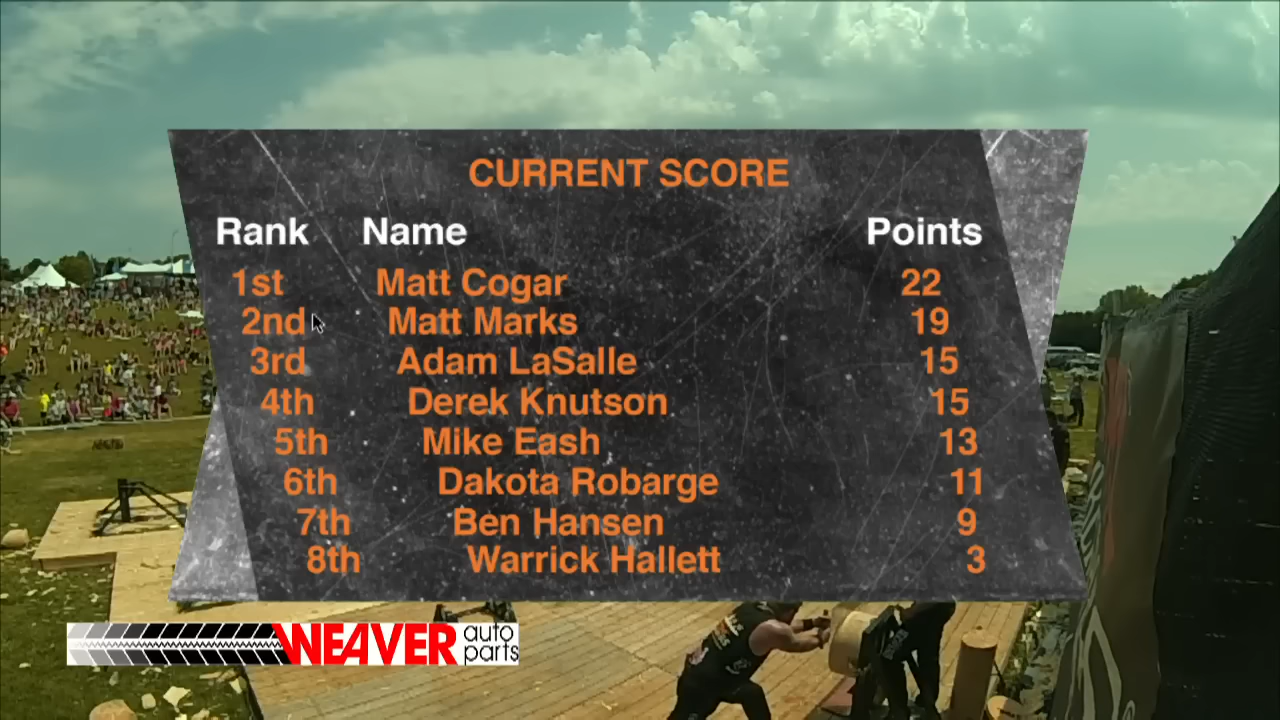 CURRENT SCORE
Rank Name Points
1st Matt Cogar 22
2nd Matt Marks 19
3rd Adam LaSalle 15
4th Derek Knutson 15
5th Mike Eash 13
6th Dakota Robarge 11
7th Ben Hansen 9
8th Warrick Hallett 3
WEAVER auto parts